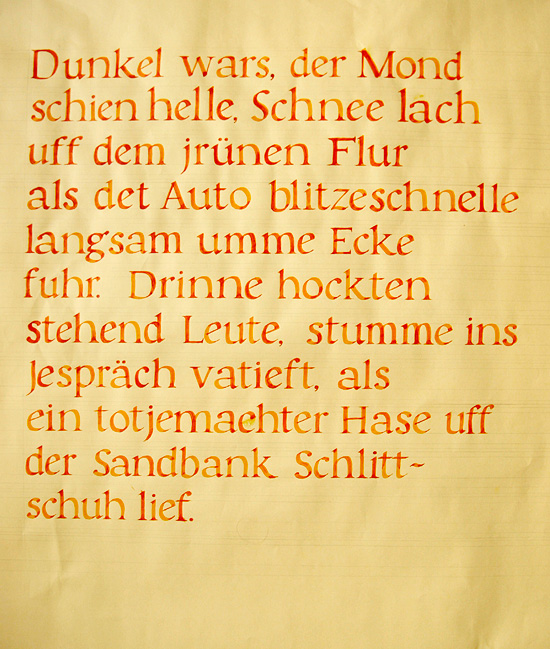 Dunkel wars, der Mond
schien helle, Schnee lach
uff dem jrünen Flur
als det Auto blitzeschnelle
langsam umme Ecke
fuhr. Drinne hockten
stehend Leute, stumme ins
Jespräch vatieft, als
ein totjemachter Hase uff
der Sandbank Schlitt-
schuh lief.